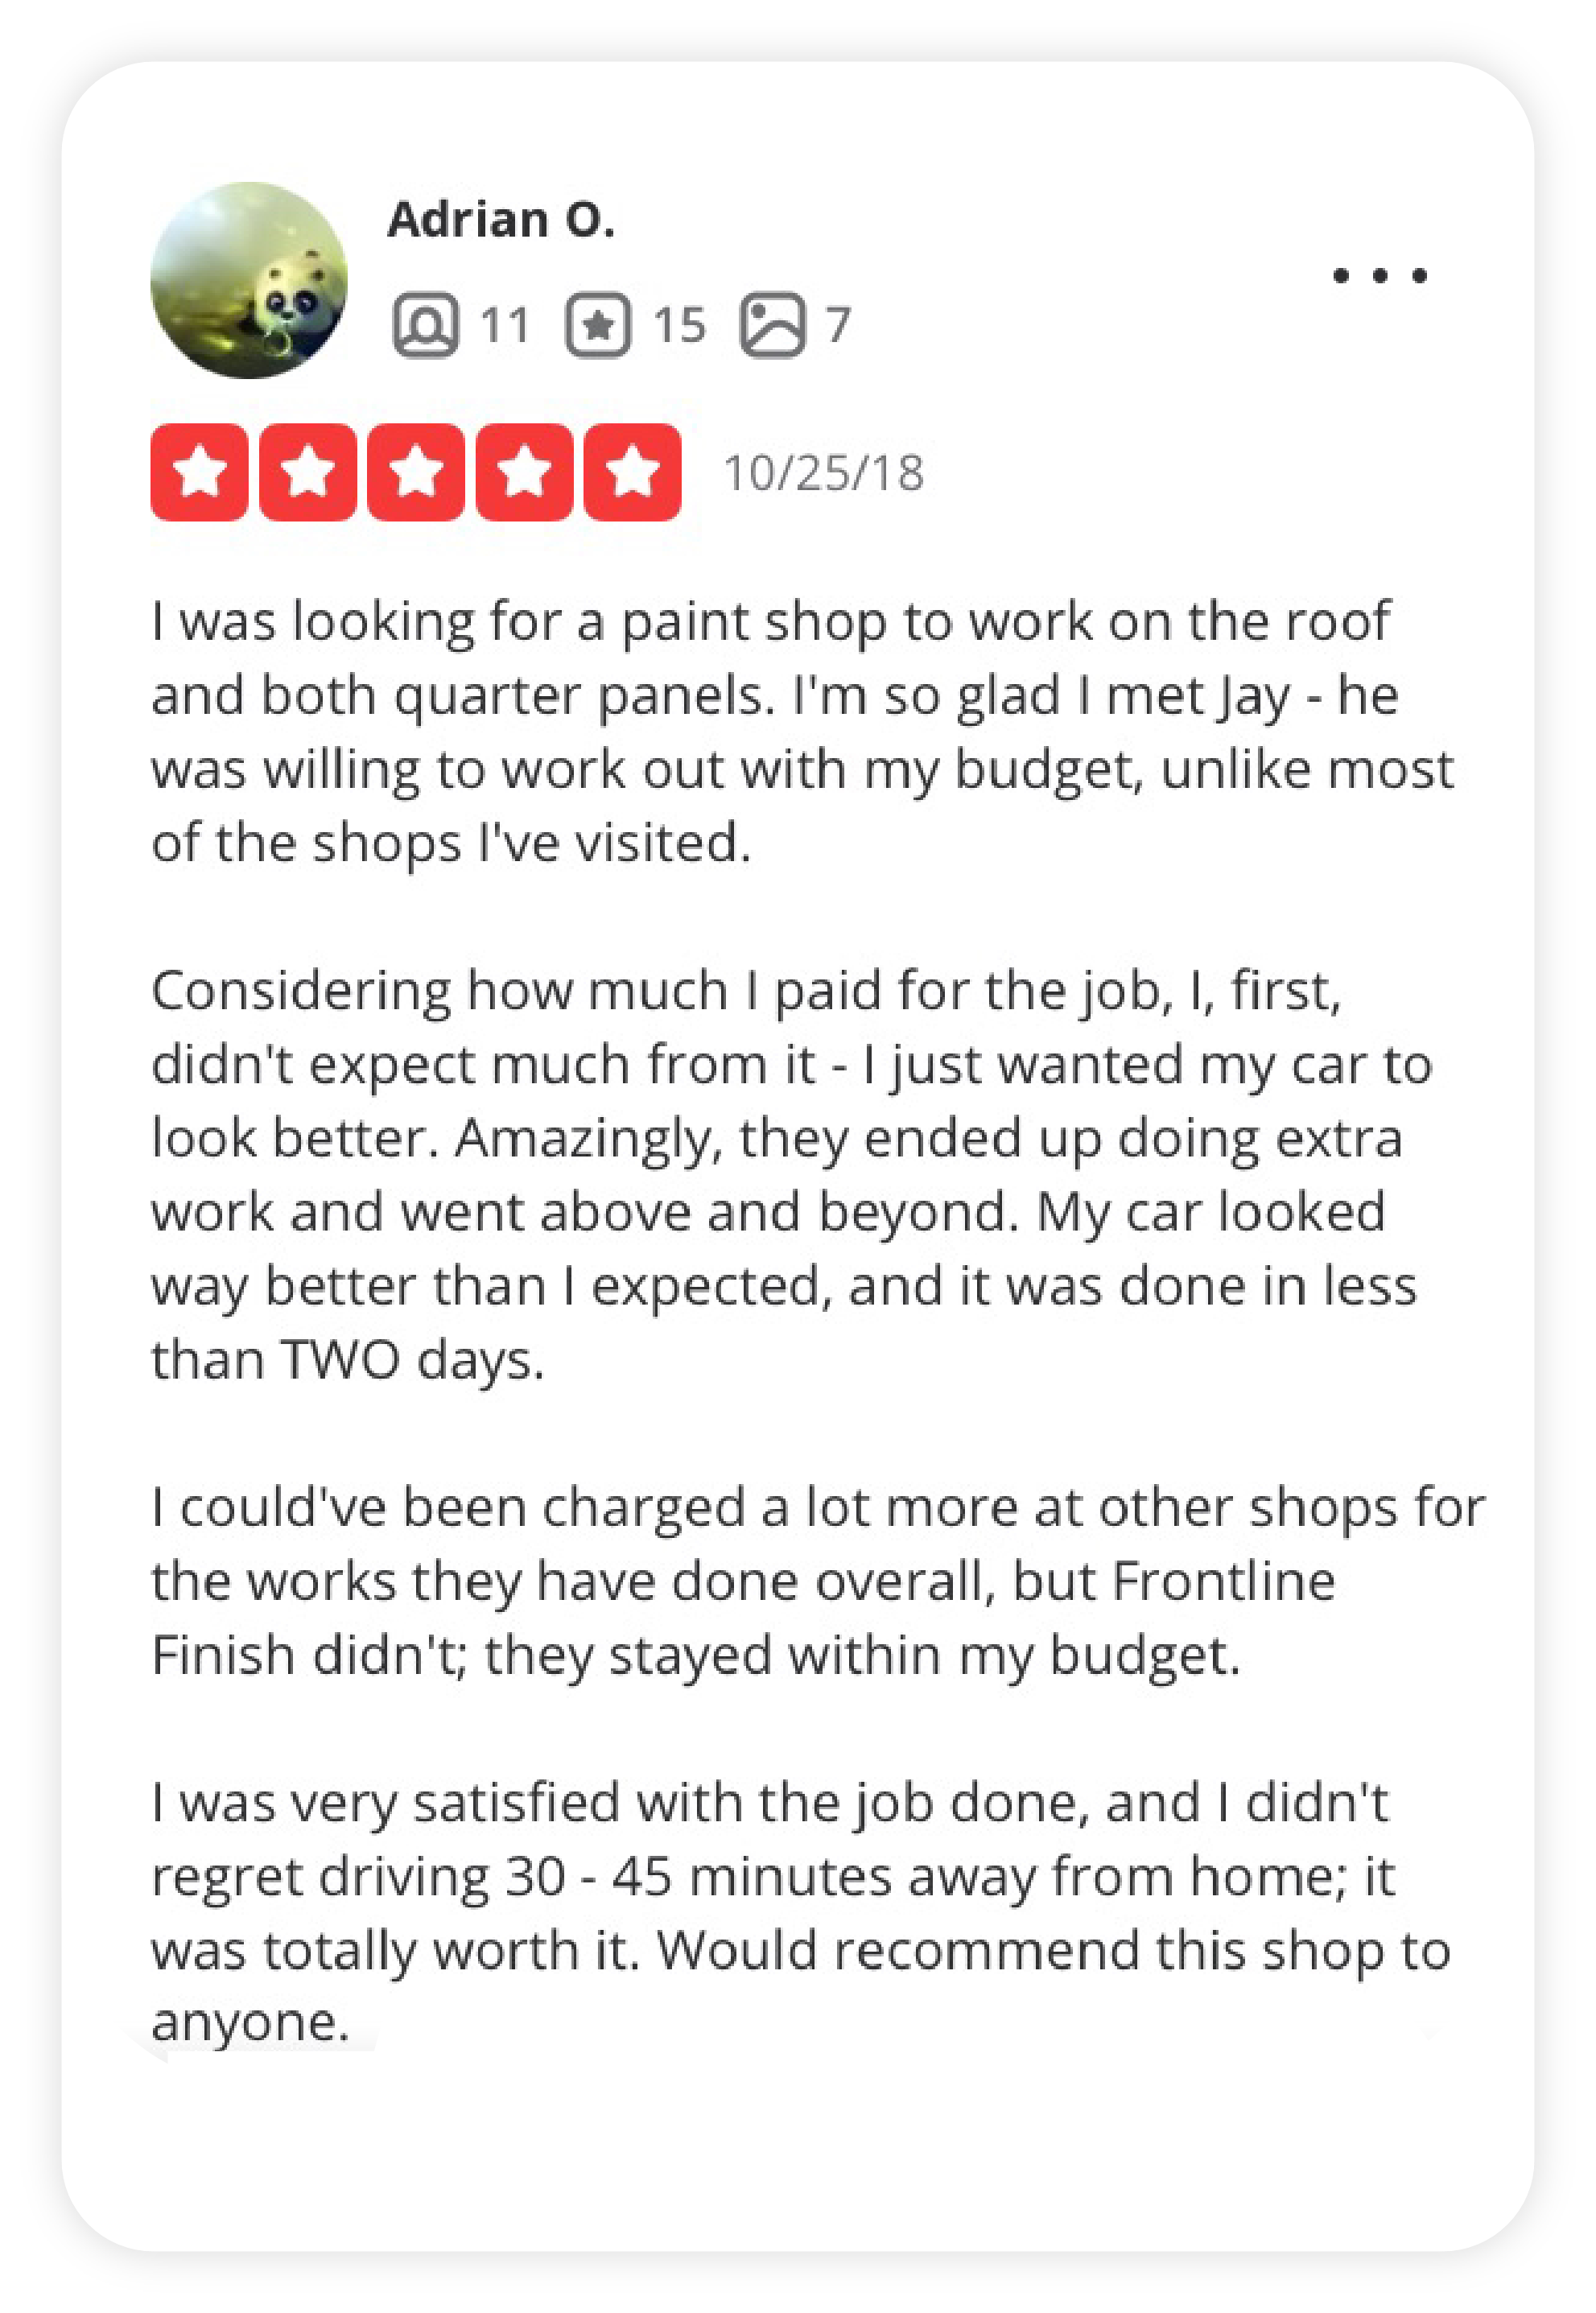 Adrian O.
11 15 7
10/25/18
I was looking for a paint shop to work on the roof
and both quarter panels. I'm so glad I met Jay - he
was willing to work out with my budget, unlike most
of the shops I've visited.
Considering how much I paid for the job, I, first,
didn't expect much from it - I just wanted my car to
look better. Amazingly, they ended up doing extra
work and went above and beyond. My car looked
way better than I expected, and it was done in less
than TWO days.
I could've been charged a lot more at other shops for
the works they have done overall, but Frontline
Finish didn't; they stayed within my budget.
I was very satisfied with the job done, and I didn't
regret driving 30 - 45 minutes away from home; it
was totally worth it. Would recommend this shop to
anyone.